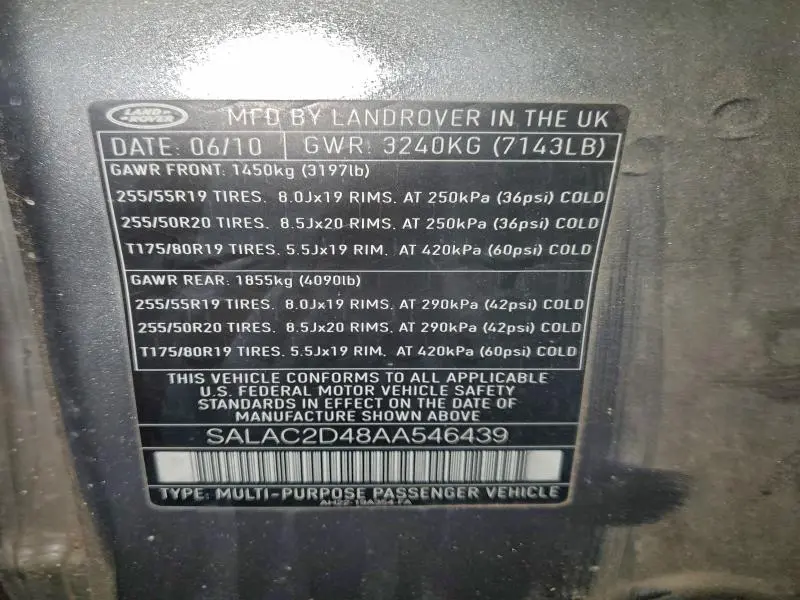 LAND ROVER
MFD BY LANDROVER IN THE UK
DATE: 06/10 GWR: 3240KG (7143LB)
GAWR FRONT: 1450kg (3197lb)
255/55R19 TIRES. 8.0Jx19 RIMS. AT 250kPa (36psi) COLD
255/50R20 TIRES. 8.5Jx20 RIMS. AT 250kPa (36psi) COLD
T175/80R19 TIRES. 5.5Jx19 RIM. AT 420kPa (60psi) COLD
GAWR REAR: 1855kg (4090lb)
255/55R19 TIRES. 8.0Jx19 RIMS. AT 290kPa (42psi) COLD
255/50R20 TIRES. 8.5Jx20 RIMS. AT 290kPa (42psi) COLD
T175/80R19 TIRES. 5.5Jx19 RIM. AT 420kPa (60psi) COLD
THIS VEHICLE CONFORMS TO ALL APPLICABLE
U.S. FEDERAL MOTOR VEHICLE SAFETY
STANDARDS IN EFFECT ON THE DATE OF
MANUFACTURE SHOWN ABOVE
SALAC2D48AA546439
TYPE: MULTI-PURPOSE PASSENGER VEHICLE